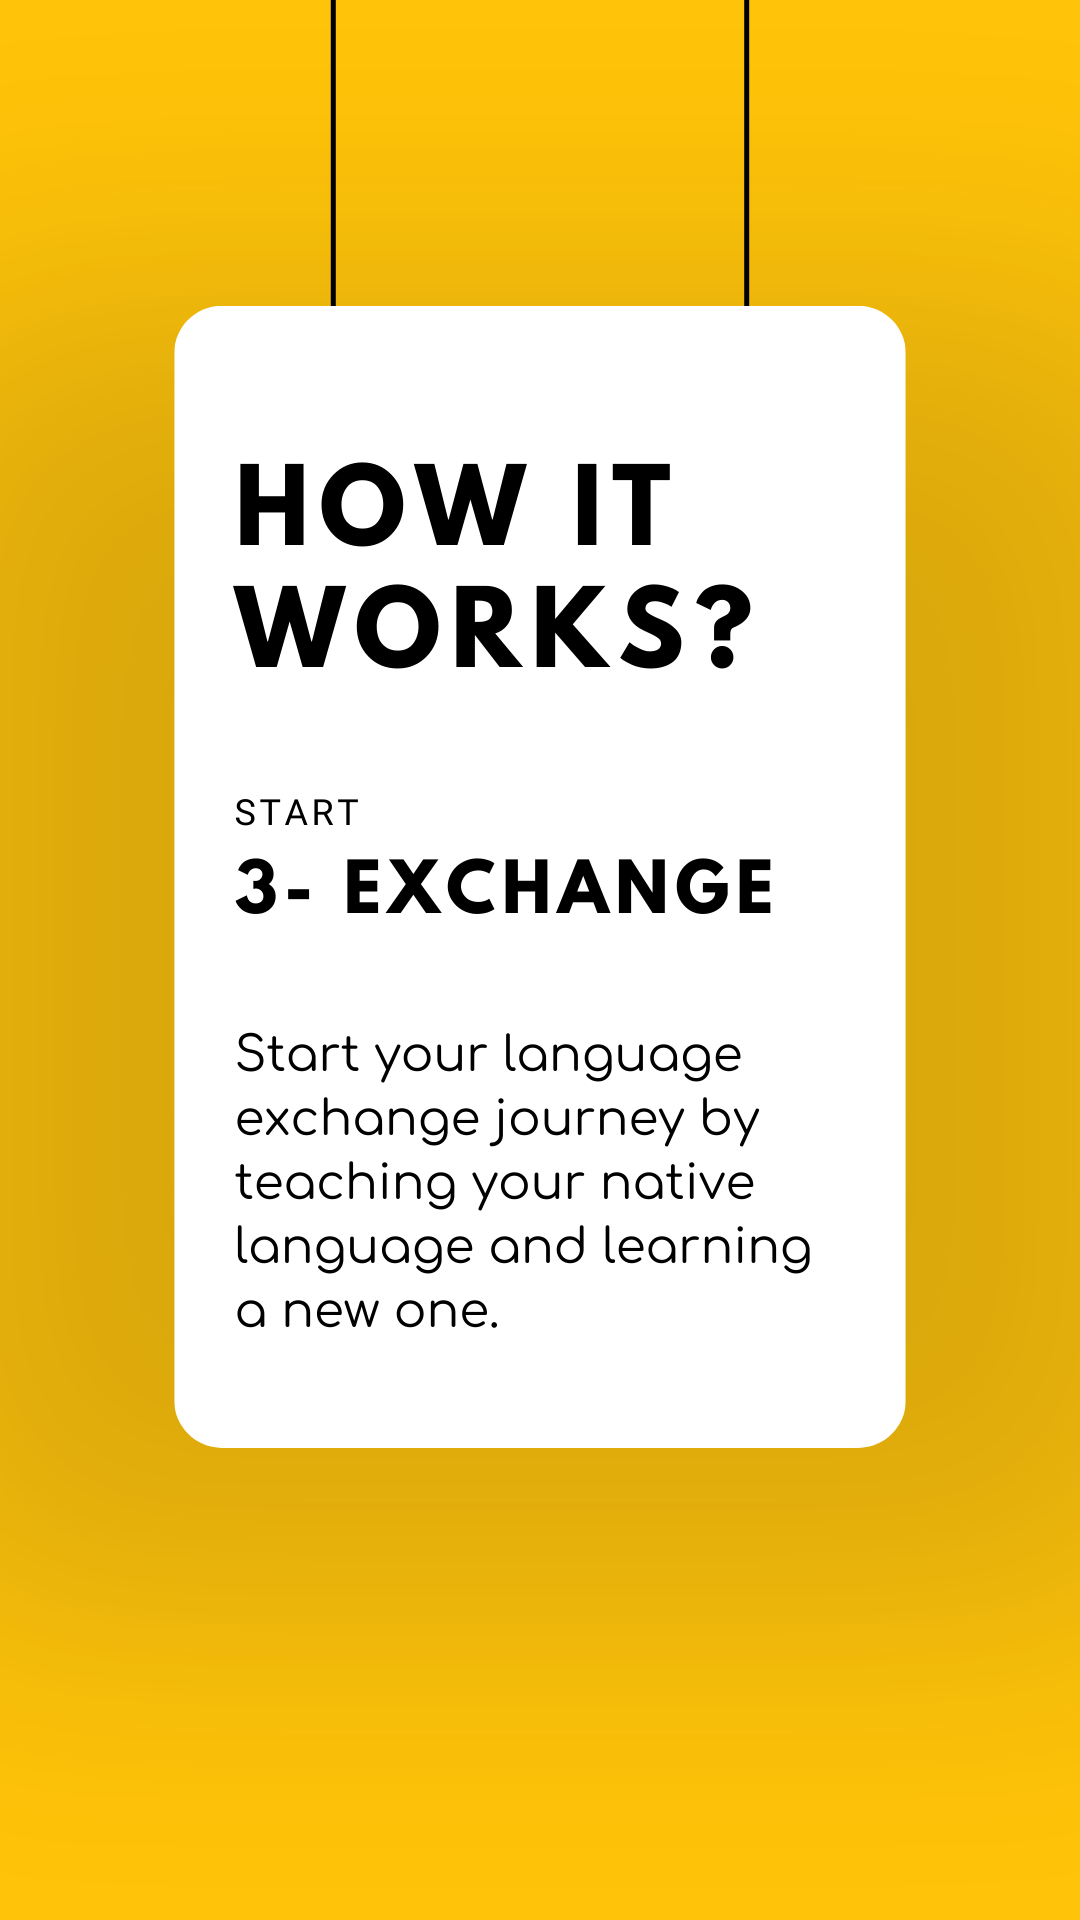 HOW IT
WORKS?
START
3- EXCHANGE
Start your language
exchange journey by
teaching your native
language and learning
a new one.